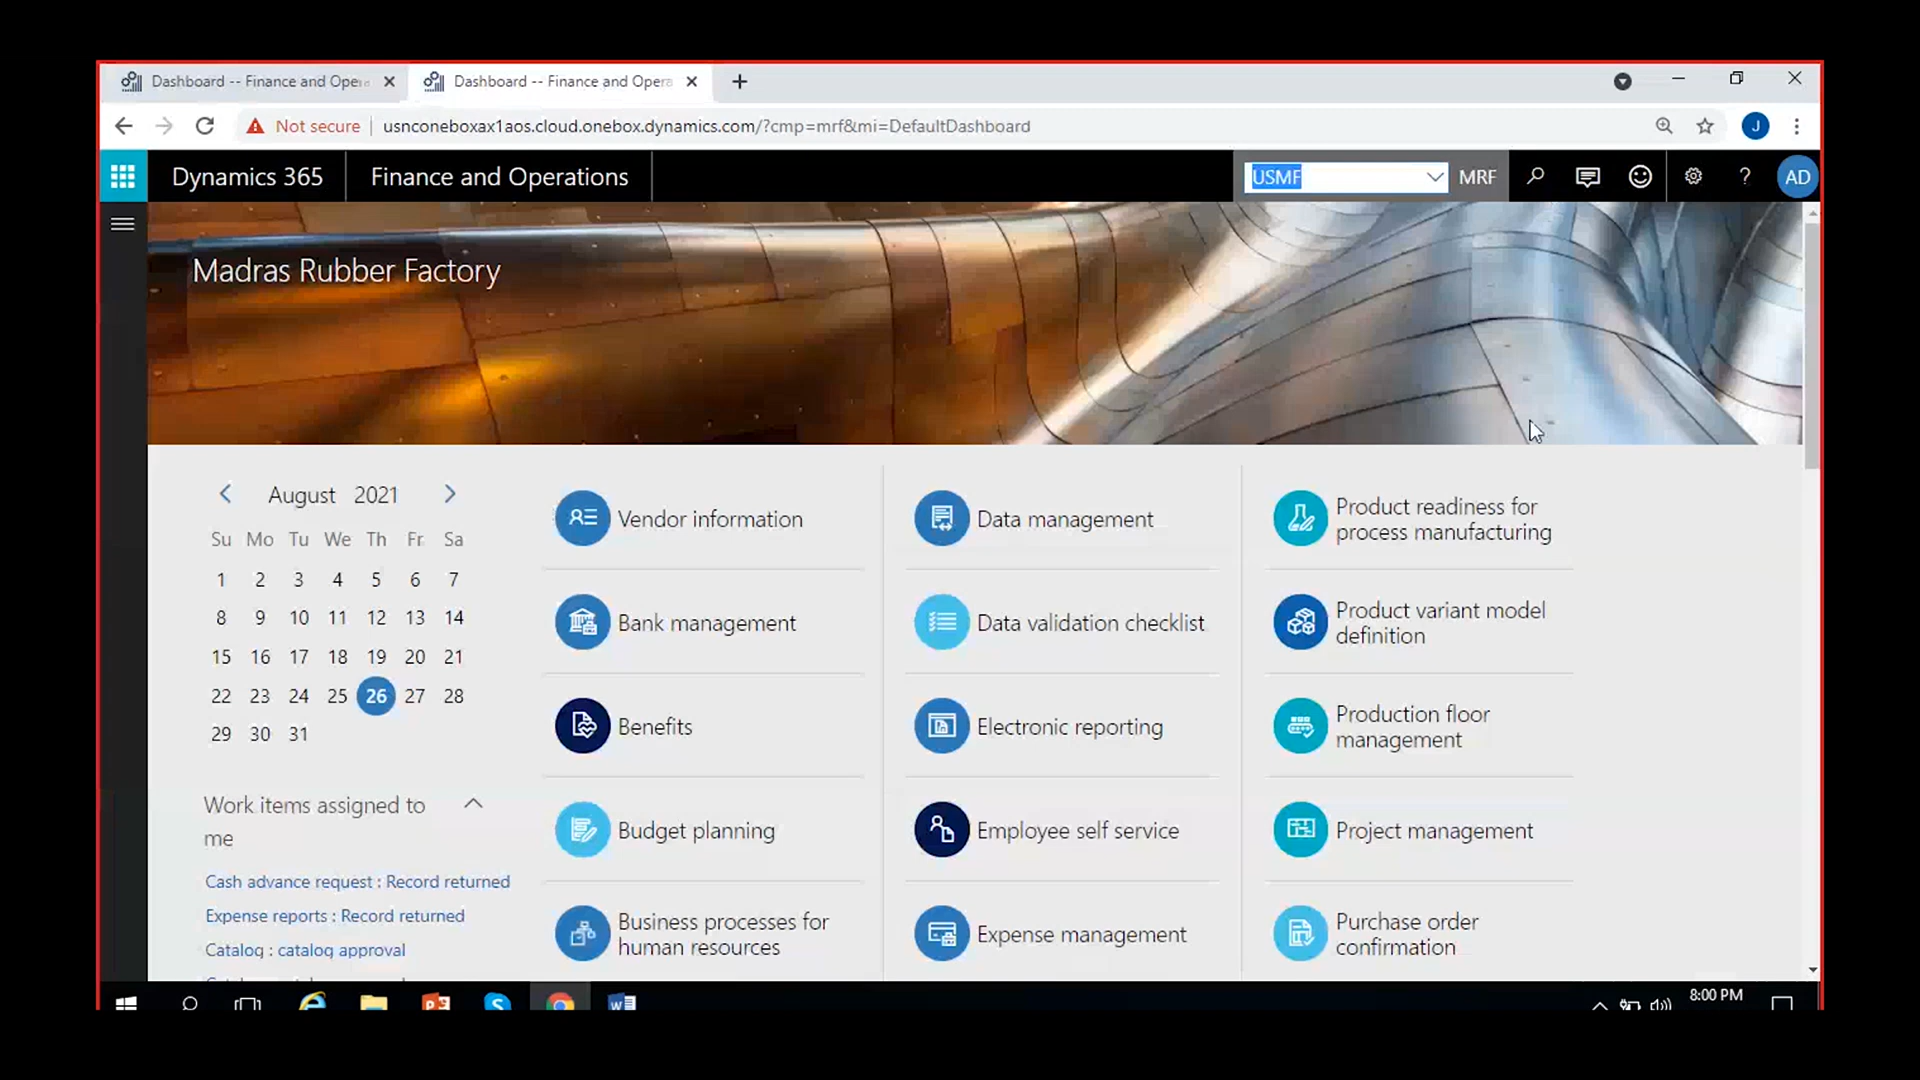 Dashboard -- Finance and Opera
Dashboard -- Finance and Opera
Not secure
usnconeboxax1aos.cloud.onebox.dynamics.com/?cmp=mrf&mi=DefaultDashboard
J
Dynamics 365
Finance and Operations
USMF
MRF
?
AD
Madras Rubber Factory
August 2021
Su Mo Tu We Th Fr Sa
1 2 3 4 5 6 7
8 9 10 11 12 13 14
15 16 17 18 19 20 21
22 23 24 25 26 27 28
29 30 31
Work items assigned to
me
Cash advance request : Record returned
Expense reports : Record returned
Catalog : catalog approval
Vendor information
Bank management
Benefits
Budget planning
Business processes for
human resources
Data management
Data validation checklist
Electronic reporting
Employee self service
Expense management
Product readiness for
process manufacturing
Product variant model
definition
Production floor
management
Project management
Purchase order
confirmation
8:00 PM